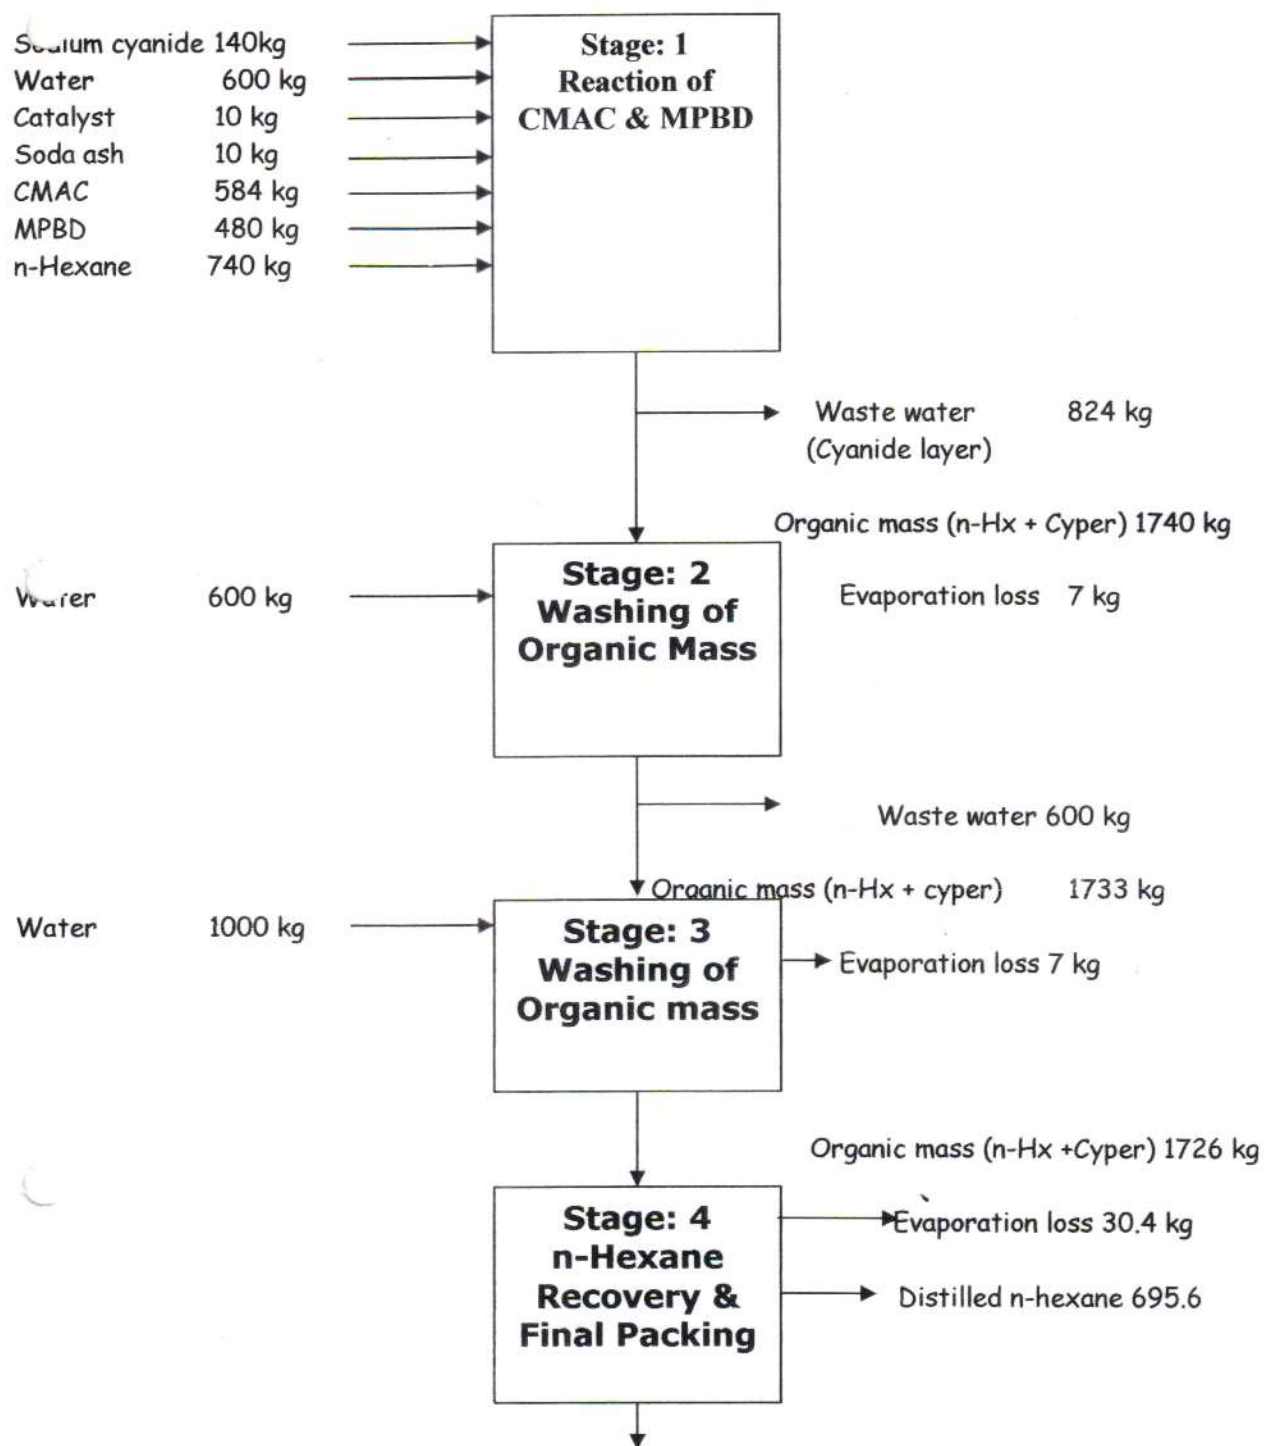 Sodium cyanide 140kg
Water 600 kg
Catalyst 10 kg
Soda ash 10 kg
CMAC 584 kg
MPBD 480 kg
n-Hexane 740 kg
Stage: 1
Reaction of
CMAC & MPBD
Waste water 824 kg
(Cyanide layer)
Organic mass (n-Hx + Cyper) 1740 kg
Water 600 kg
Stage: 2
Washing of
Organic Mass
Evaporation loss 7 kg
Waste water 600 kg
Organic mass (n-Hx + cyper) 1733 kg
Water 1000 kg
Stage: 3
Washing of
Organic mass
Evaporation loss 7 kg
Organic mass (n-Hx +Cyper) 1726 kg
Stage: 4
n-Hexane
Recovery &
Final Packing
Evaporation loss 30.4 kg
Distilled n-hexane 695.6